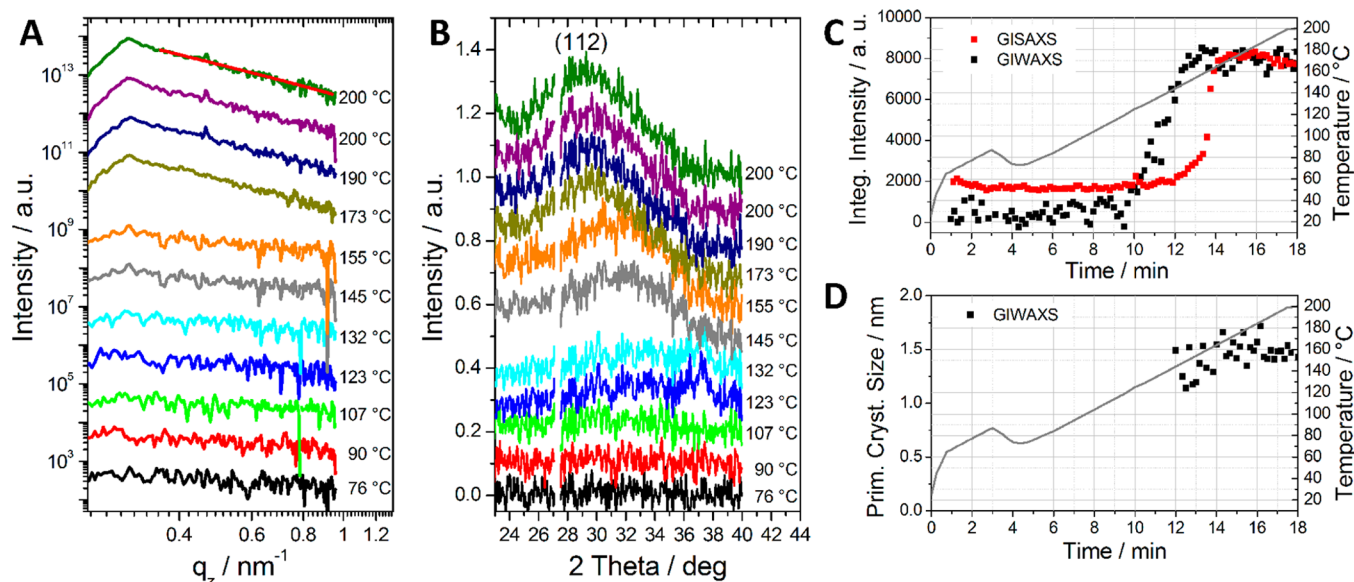 A
Intensity / a.u.
10^13
10^11
10^9
10^7
10^5
10^3
200 °C
200 °C
190 °C
173 °C
155 °C
145 °C
132 °C
123 °C
107 °C
90 °C
76 °C
0.4
0.6
0.8
1
1.2
q_z / nm^-1
B
(112)
Intensity / a.u.
1.4
1.2
1.0
0.8
0.6
0.4
0.2
0.0
200 °C
200 °C
190 °C
173 °C
155 °C
145 °C
132 °C
123 °C
107 °C
90 °C
76 °C
24 28 32 36 40 44
2 Theta / deg
C
Integ. Intensity / a. u.
10000
8000
6000
4000
2000
0
GISAXS
GIWAXS
200
180
160
140
120
100
80
60
40
20
Temperature / °C
0 2 4 6 8 10 12 14 16 18
Time / min
D
Prim. Cryst. Size / nm
2.0
1.5
1.0
0.5
0.0
GIWAXS
200
180
160
140
120
100
80
60
40
20
Temperature / °C
0 2 4 6 8 10 12 14 16 18
Time / min